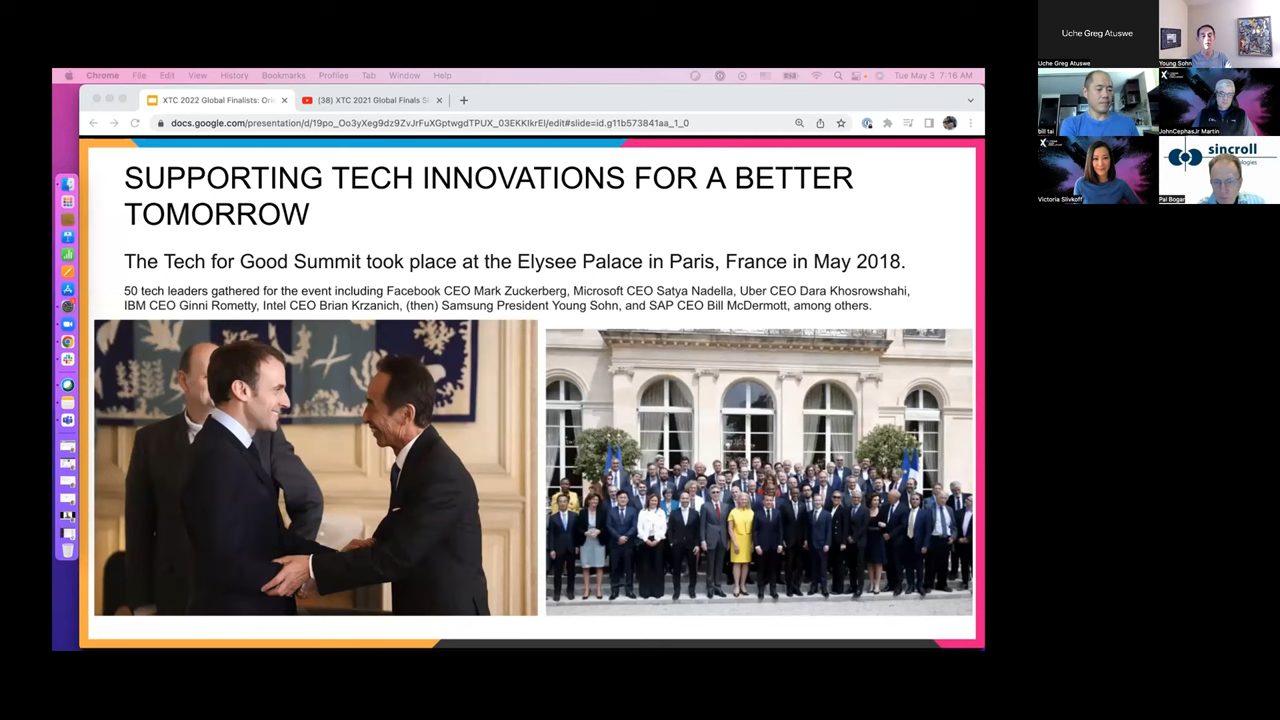 Chrome File Edit View History Bookmarks Profiles Tab Window Help
Tue May 3 7:16 AM
XTC 2022 Global Finalists: Ori
(38) XTC 2021 Global Finals S
docs.google.com/presentation/d/19po_Oo3yXeg9dz9ZvJrFuXGptwgdTPUX_03EKKIkrEI/edit#slide=id.g11b573841aa_1_0
SUPPORTING TECH INNOVATIONS FOR A BETTER
TOMORROW
The Tech for Good Summit took place at the Elysee Palace in Paris, France in May 2018.
50 tech leaders gathered for the event including Facebook CEO Mark Zuckerberg, Microsoft CEO Satya Nadella, Uber CEO Dara Khosrowshahi,
IBM CEO Ginni Rometty, Intel CEO Brian Krzanich, (then) Samsung President Young Sohn, and SAP CEO Bill McDermott, among others.
Uche Greg Atuswe
Uche Greg Atuswe
Young Sohn
bill tai
JohnCephasJr Martin
Victoria Slivkoff
sincroll
Pal Bogar